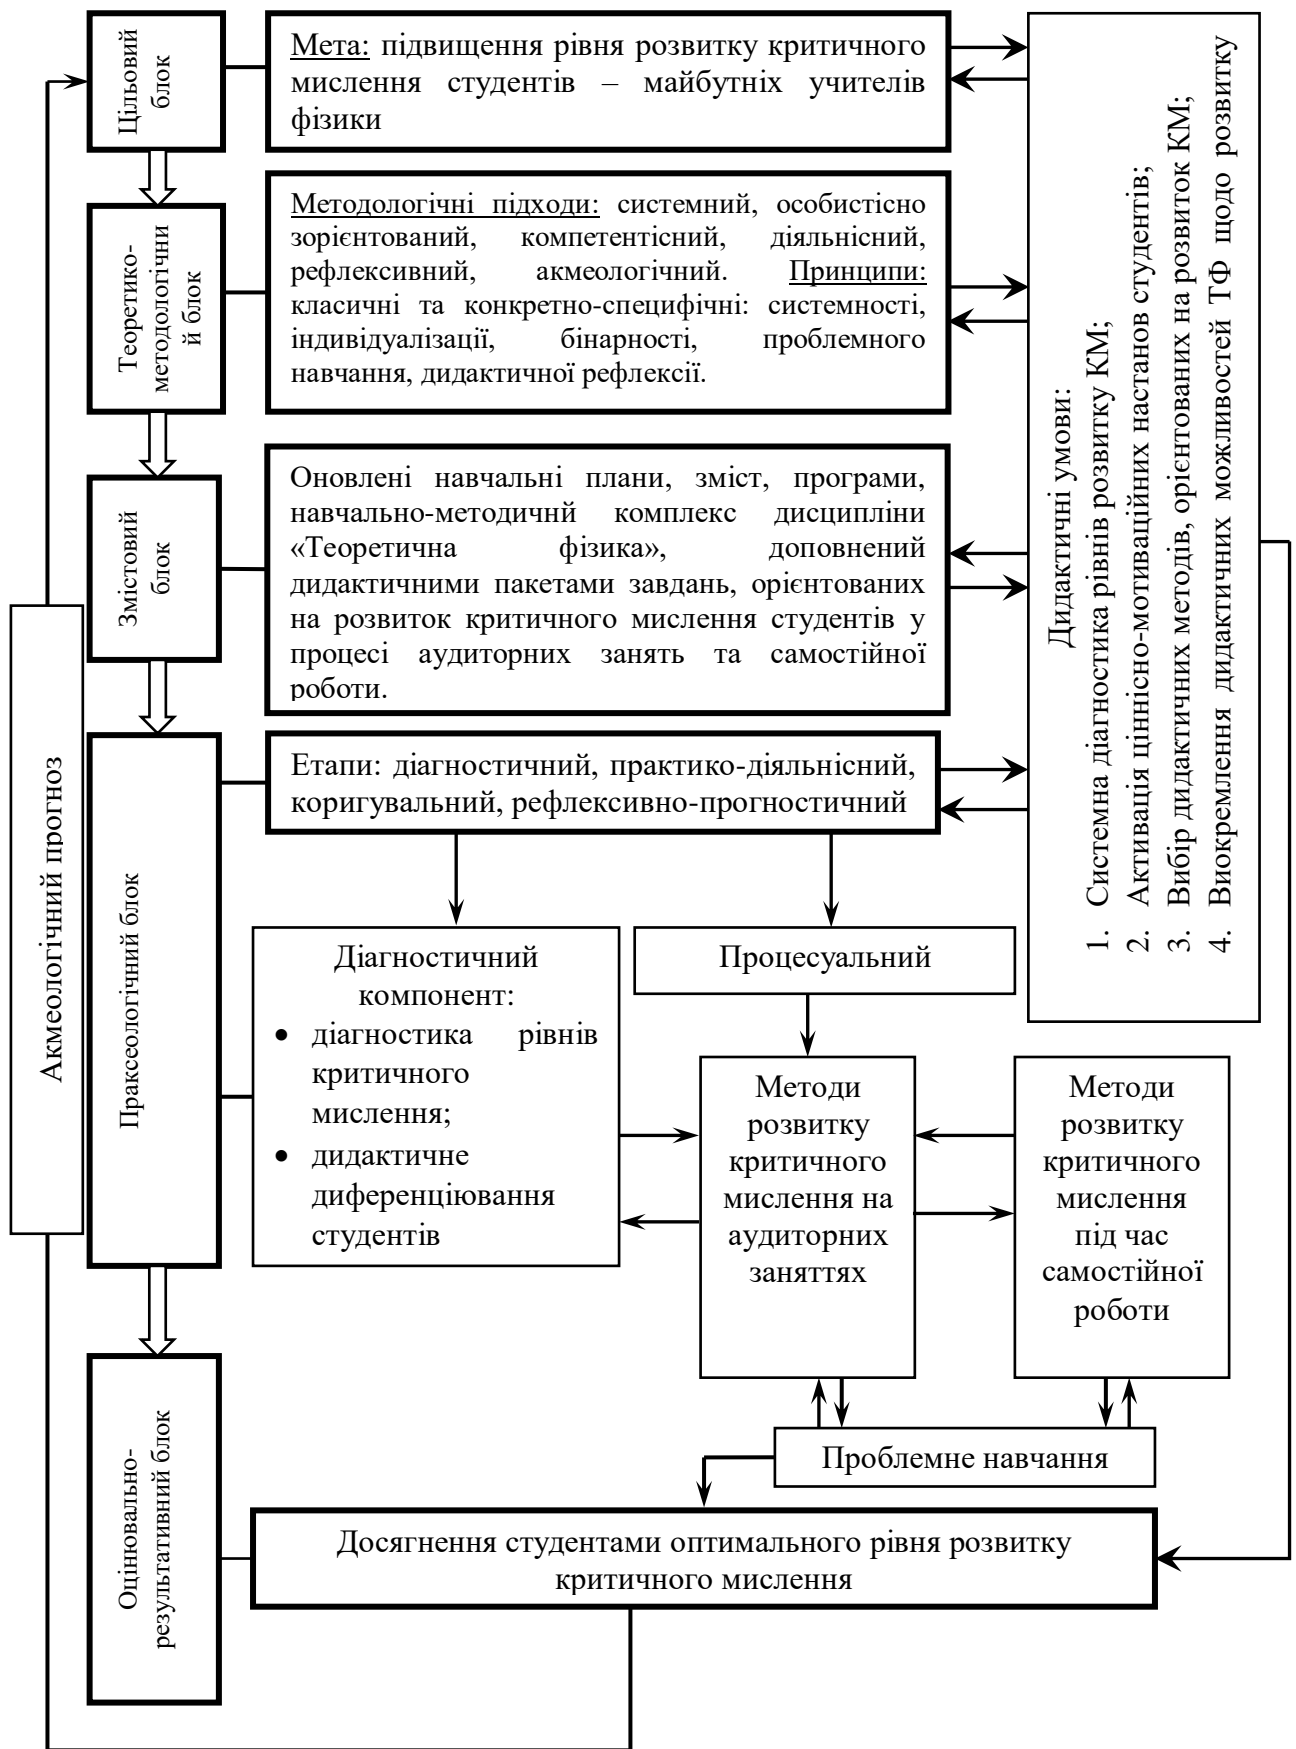 Цільовий
блок
Мета: підвищення рівня розвитку критичного
мислення студентів – майбутніх учителів
фізики
Теоретико-
методологічни
й блок
Методологічні підходи: системний, особистісно
зорієнтований, компетентісний, діяльнісний,
рефлексивний, акмеологічний. Принципи:
класичні та конкретно-специфічні: системності,
індивідуалізації, бінарності, проблемного
навчання, дидактичної рефлексії.
Змістовий
блок
Оновлені навчальні плани, зміст, програми,
навчально-методичнй комплекс дисципліни
«Теоретична фізика», доповнений
дидактичними пакетами завдань, орієнтованих
на розвиток критичного мислення студентів у
процесі аудиторних занять та самостійної
роботи.
Дидактичні умови:
1. Системна діагностика рівнів розвитку КМ;
2. Активація ціннісно-мотиваційних настанов студентів;
3. Вибір дидактичних методів, орієнтованих на розвиток КМ;
4. Виокремлення дидактичних можливостей ТФ щодо розвитку
Акмеологічний прогноз
Праксеологічний блок
Етапи: діагностичний, практико-діяльнісний,
коригувальний, рефлексивно-прогностичний
Діагностичний
компонент:
• діагностика рівнів
критичного
мислення;
• дидактичне
диференціювання
студентів
Процесуальний
Методи
розвитку
критичного
мислення на
аудиторних
заняттях
Методи
розвитку
критичного
мислення
під час
самостійної
роботи
Проблемне навчання
Оцінювально-
результативний блок
Досягнення студентами оптимального рівня розвитку
критичного мислення